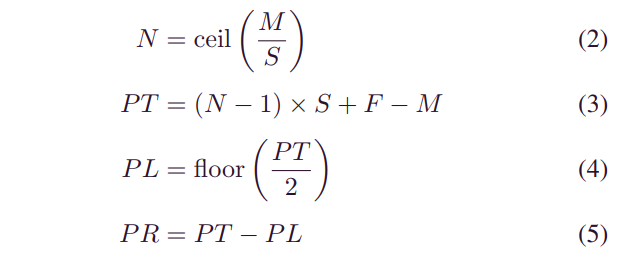 N = ceil(M/S) (2)
PT = (N − 1) × S + F − M (3)
PL = floor(PT/2) (4)
PR = PT − PL (5)